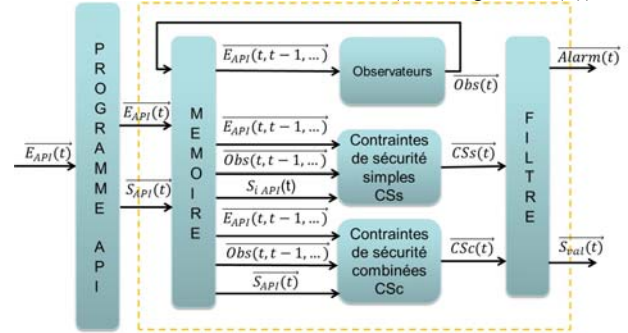 PROGRAMME API
MEMOIRE
FILTRE
E_API(t)
E_API(t)
S_API(t)
E_API(t, t − 1, …)
Observateurs
Obs(t)
E_API(t, t − 1, …)
Obs(t, t − 1, …)
S_i API(t)
Contraintes
de sécurité
simples
CSs
CSs(t)
E_API(t, t − 1, …)
Obs(t, t − 1, …)
S_API(t)
Contraintes
de sécurité
combinées
CSc
CSc(t)
Alarm(t)
S_val(t)